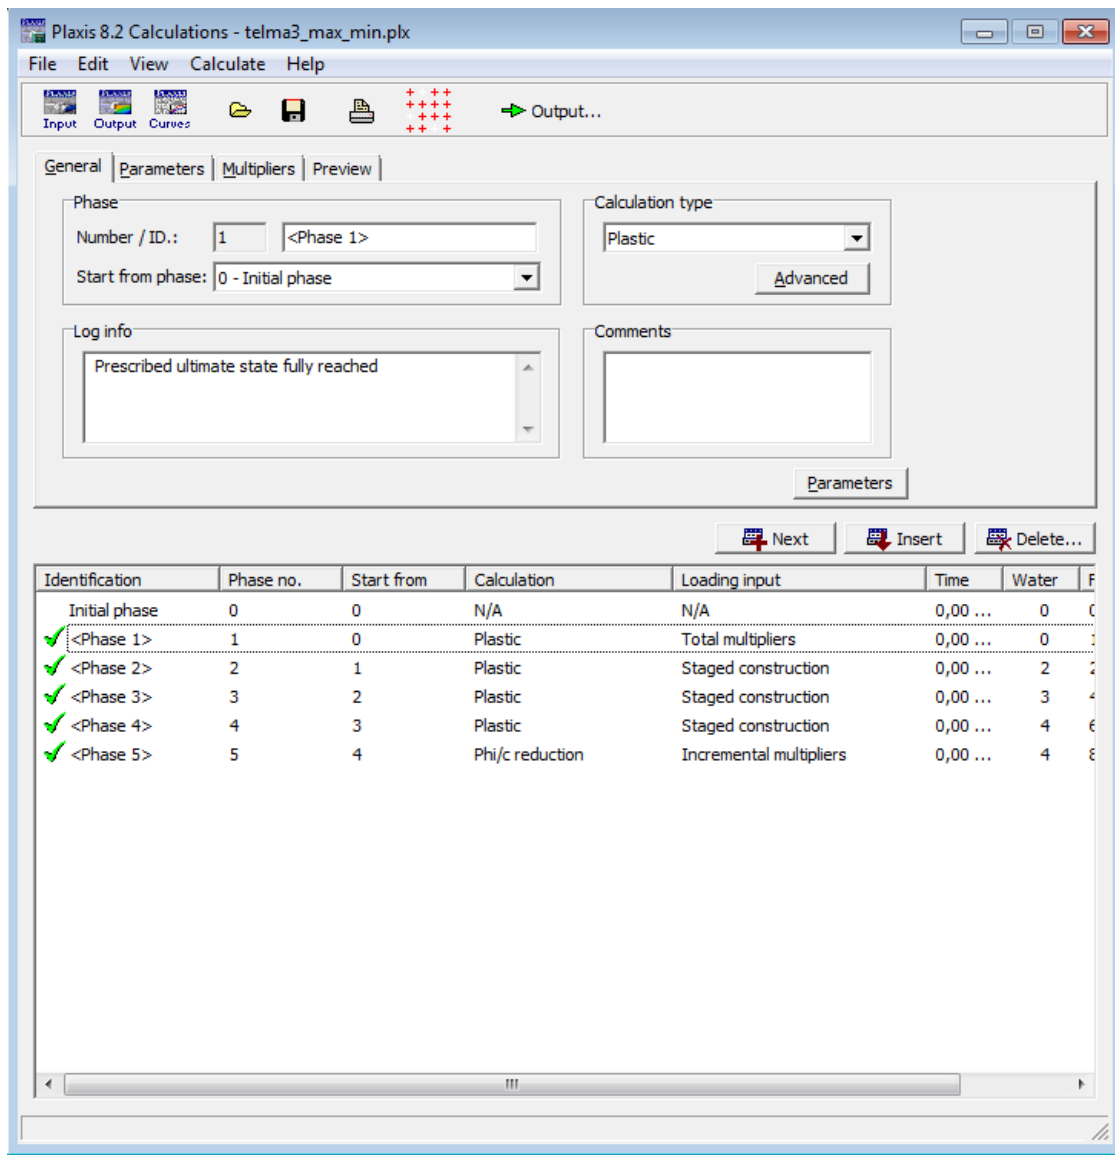 Plaxis 8.2 Calculations - telma3_max_min.plx
File Edit View Calculate Help
Input Output Curves Output...
General Parameters Multipliers Preview
Phase
Number / ID.: 1 <Phase 1>
Start from phase: 0 - Initial phase
Calculation type
Plastic
Advanced
Log info
Prescribed ultimate state fully reached
Comments
Parameters
Next Insert Delete...
Identification Phase no. Start from Calculation Loading input Time Water
Initial phase 0 0 N/A N/A 0,00 ... 0
<Phase 1> 1 0 Plastic Total multipliers 0,00 ... 0
<Phase 2> 2 1 Plastic Staged construction 0,00 ... 2
<Phase 3> 3 2 Plastic Staged construction 0,00 ... 3
<Phase 4> 4 3 Plastic Staged construction 0,00 ... 4
<Phase 5> 5 4 Phi/c reduction Incremental multipliers 0,00 ... 4